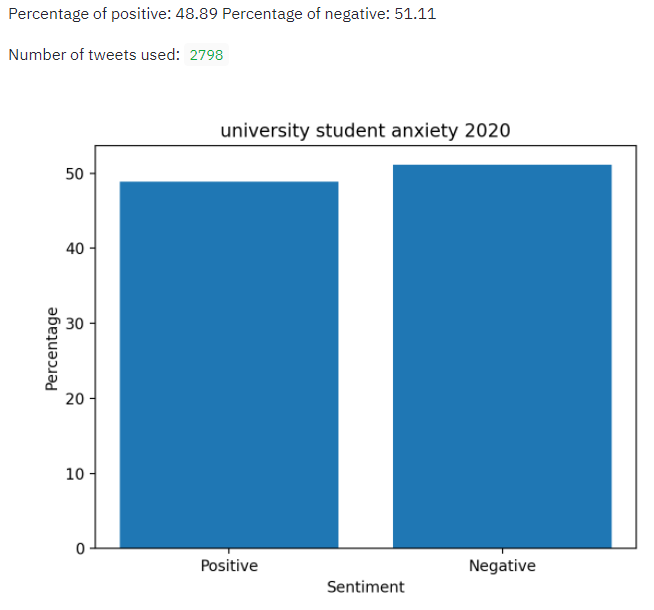 Percentage of positive: 48.89 Percentage of negative: 51.11
Number of tweets used: 2798
university student anxiety 2020
50
40
30
20
10
0
Percentage
Positive Negative
Sentiment